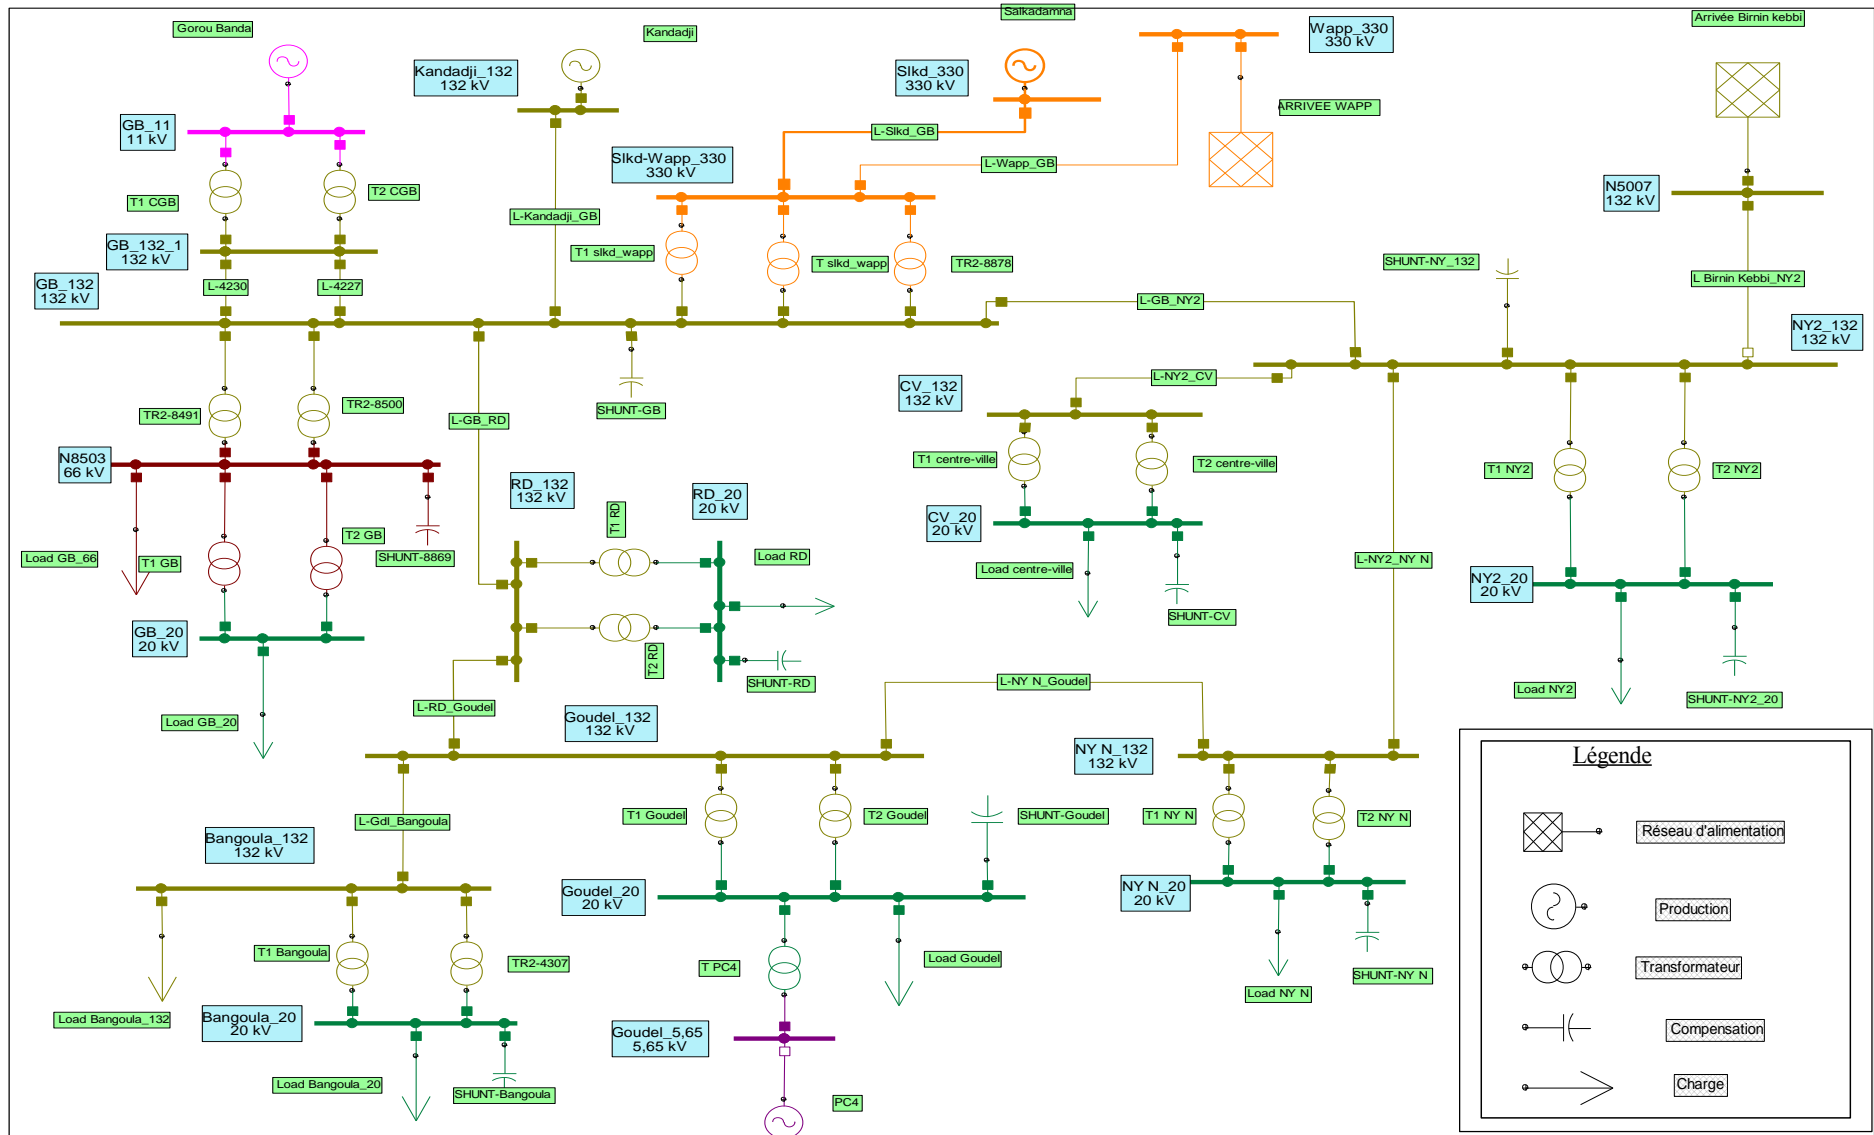 Gorou Banda
Kandadji
Salkadamna
Arrivée Birnin kebbi
Kandadji_132
132 kV
Slkd_330
330 kV
Wapp_330
330 kV
ARRIVEE WAPP
GB_11
11 kV
L-Slkd_GB
L-Wapp_GB
Slkd-Wapp_330
330 kV
N5007
132 kV
T1 CGB
T2 CGB
L-Kandadji_GB
GB_132_1
132 kV
T1 slkd_wapp
T slkd_wapp
TR2-8878
SHUNT-NY_132
L Birnin Kebbi_NY2
GB_132
132 kV
L-4230
L-4227
L-GB_NY2
NY2_132
132 kV
L-NY2_CV
CV_132
132 kV
TR2-8491
TR2-8500
SHUNT-GB
L-GB_RD
N8503
66 kV
T1 centre-ville
T2 centre-ville
T1 NY2
T2 NY2
RD_132
132 kV
RD_20
20 kV
CV_20
20 kV
T1 RD
Load GB_66
T1 GB
T2 GB
SHUNT-8869
Load RD
Load centre-ville
L-NY2_NY N
NY2_20
20 kV
SHUNT-CV
GB_20
20 kV
T2 RD
SHUNT-RD
L-NY N_Goudel
Load NY2
SHUNT-NY2_20
L-RD_Goudel
Load GB_20
Goudel_132
132 kV
NY N_132
132 kV
Légende
T1 Goudel
T2 Goudel
SHUNT-Goudel
T1 NY N
T2 NY N
L-Gdl_Bangoula
Réseau d'alimentation
Bangoula_132
132 kV
Goudel_20
20 kV
NY N_20
20 kV
Production
T1 Bangoula
TR2-4307
T PC4
Load Goudel
SHUNT-NY N
Transformateur
Load NY N
Load Bangoula_132
Bangoula_20
20 kV
Goudel_5,65
5,65 kV
Compensation
Load Bangoula_20
SHUNT-Bangoula
PC4
Charge